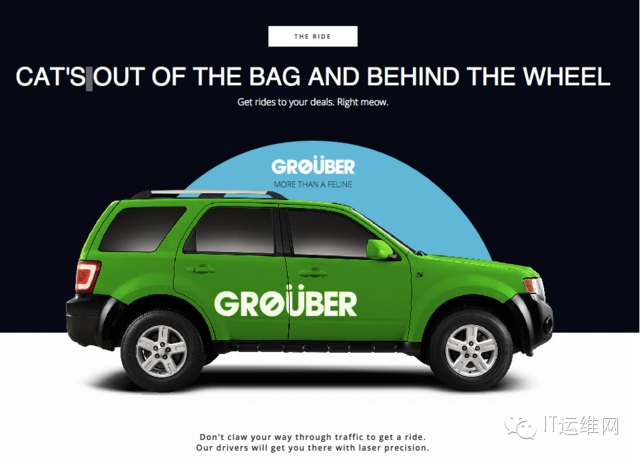 THE RIDE
CAT'S OUT OF THE BAG AND BEHIND THE WHEEL
Get rides to your deals. Right meow.
GRØÜBER
MORE THAN A FELINE
GRØÜBER
Don't claw your way through traffic to get a ride.
Our drivers will get you there with laser precision.
IT运维网